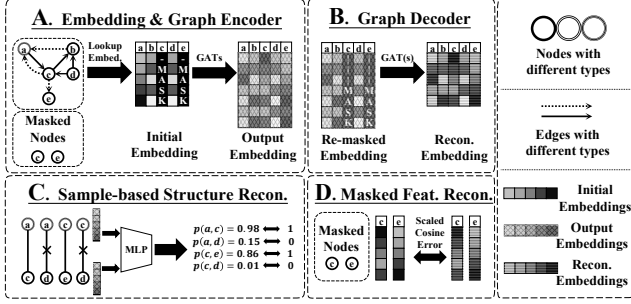 A. Embedding & Graph Encoder
a
b
c
d
e
Lookup
Embed.
a b c d e
-MASK
-MASK
GATs
Masked
Nodes
c e
Initial
Embedding
a b c d e
Output
Embedding
B. Graph Decoder
a b c d e
MASK
MASK
GAT(s)
a b c d e
Re-masked
Embedding
Recon.
Embedding
Nodes with
different types
Edges with
different types
Initial
Embeddings
Output
Embeddings
Recon.
Embeddings
C. Sample-based Structure Recon.
a a c c
c d e d
MLP
p(a,c) = 0.98 1
p(a,d) = 0.15 0
p(c,e) = 0.86 1
p(c,d) = 0.01 0
D. Masked Feat. Recon.
Masked
Nodes
c e
c e
Scaled
Cosine
Error
c e